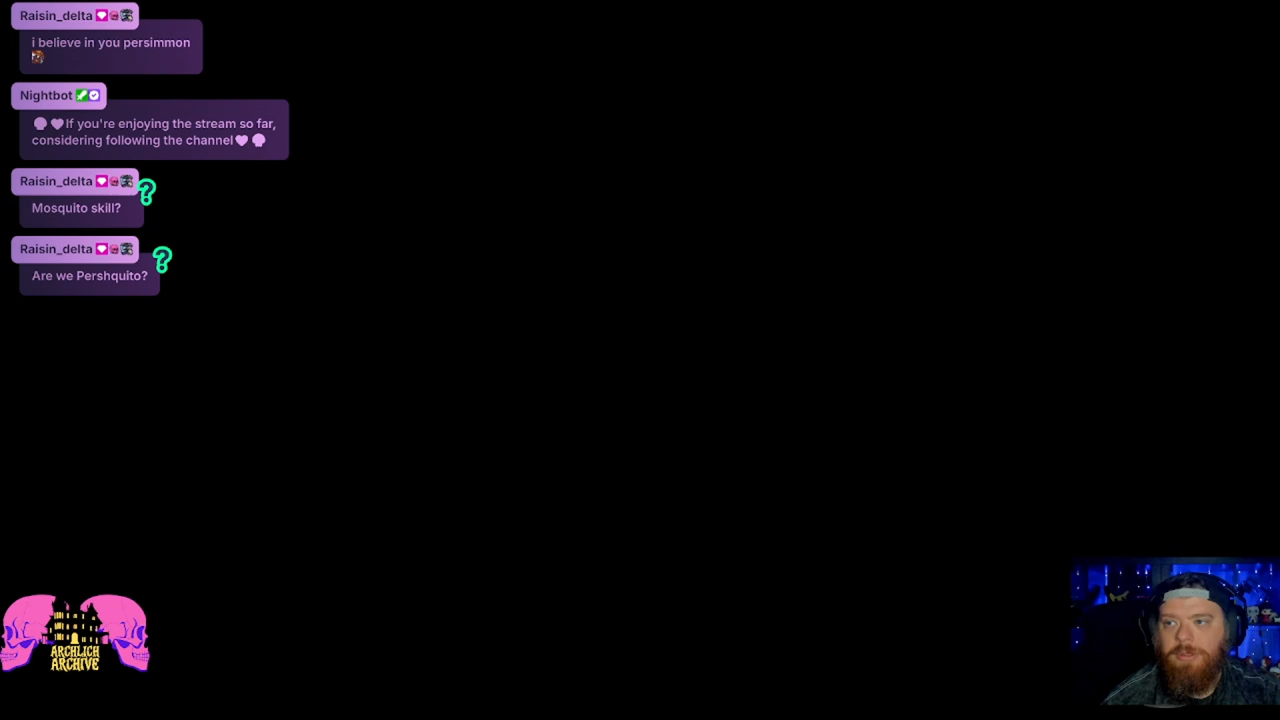 Raisin_delta
i believe in you persimmon
Nightbot
If you're enjoying the stream so far,
considering following the channel
Raisin_delta
?
Mosquito skill?
Raisin_delta
?
Are we Pershquito?
ARCHLICH
ARCHIVE